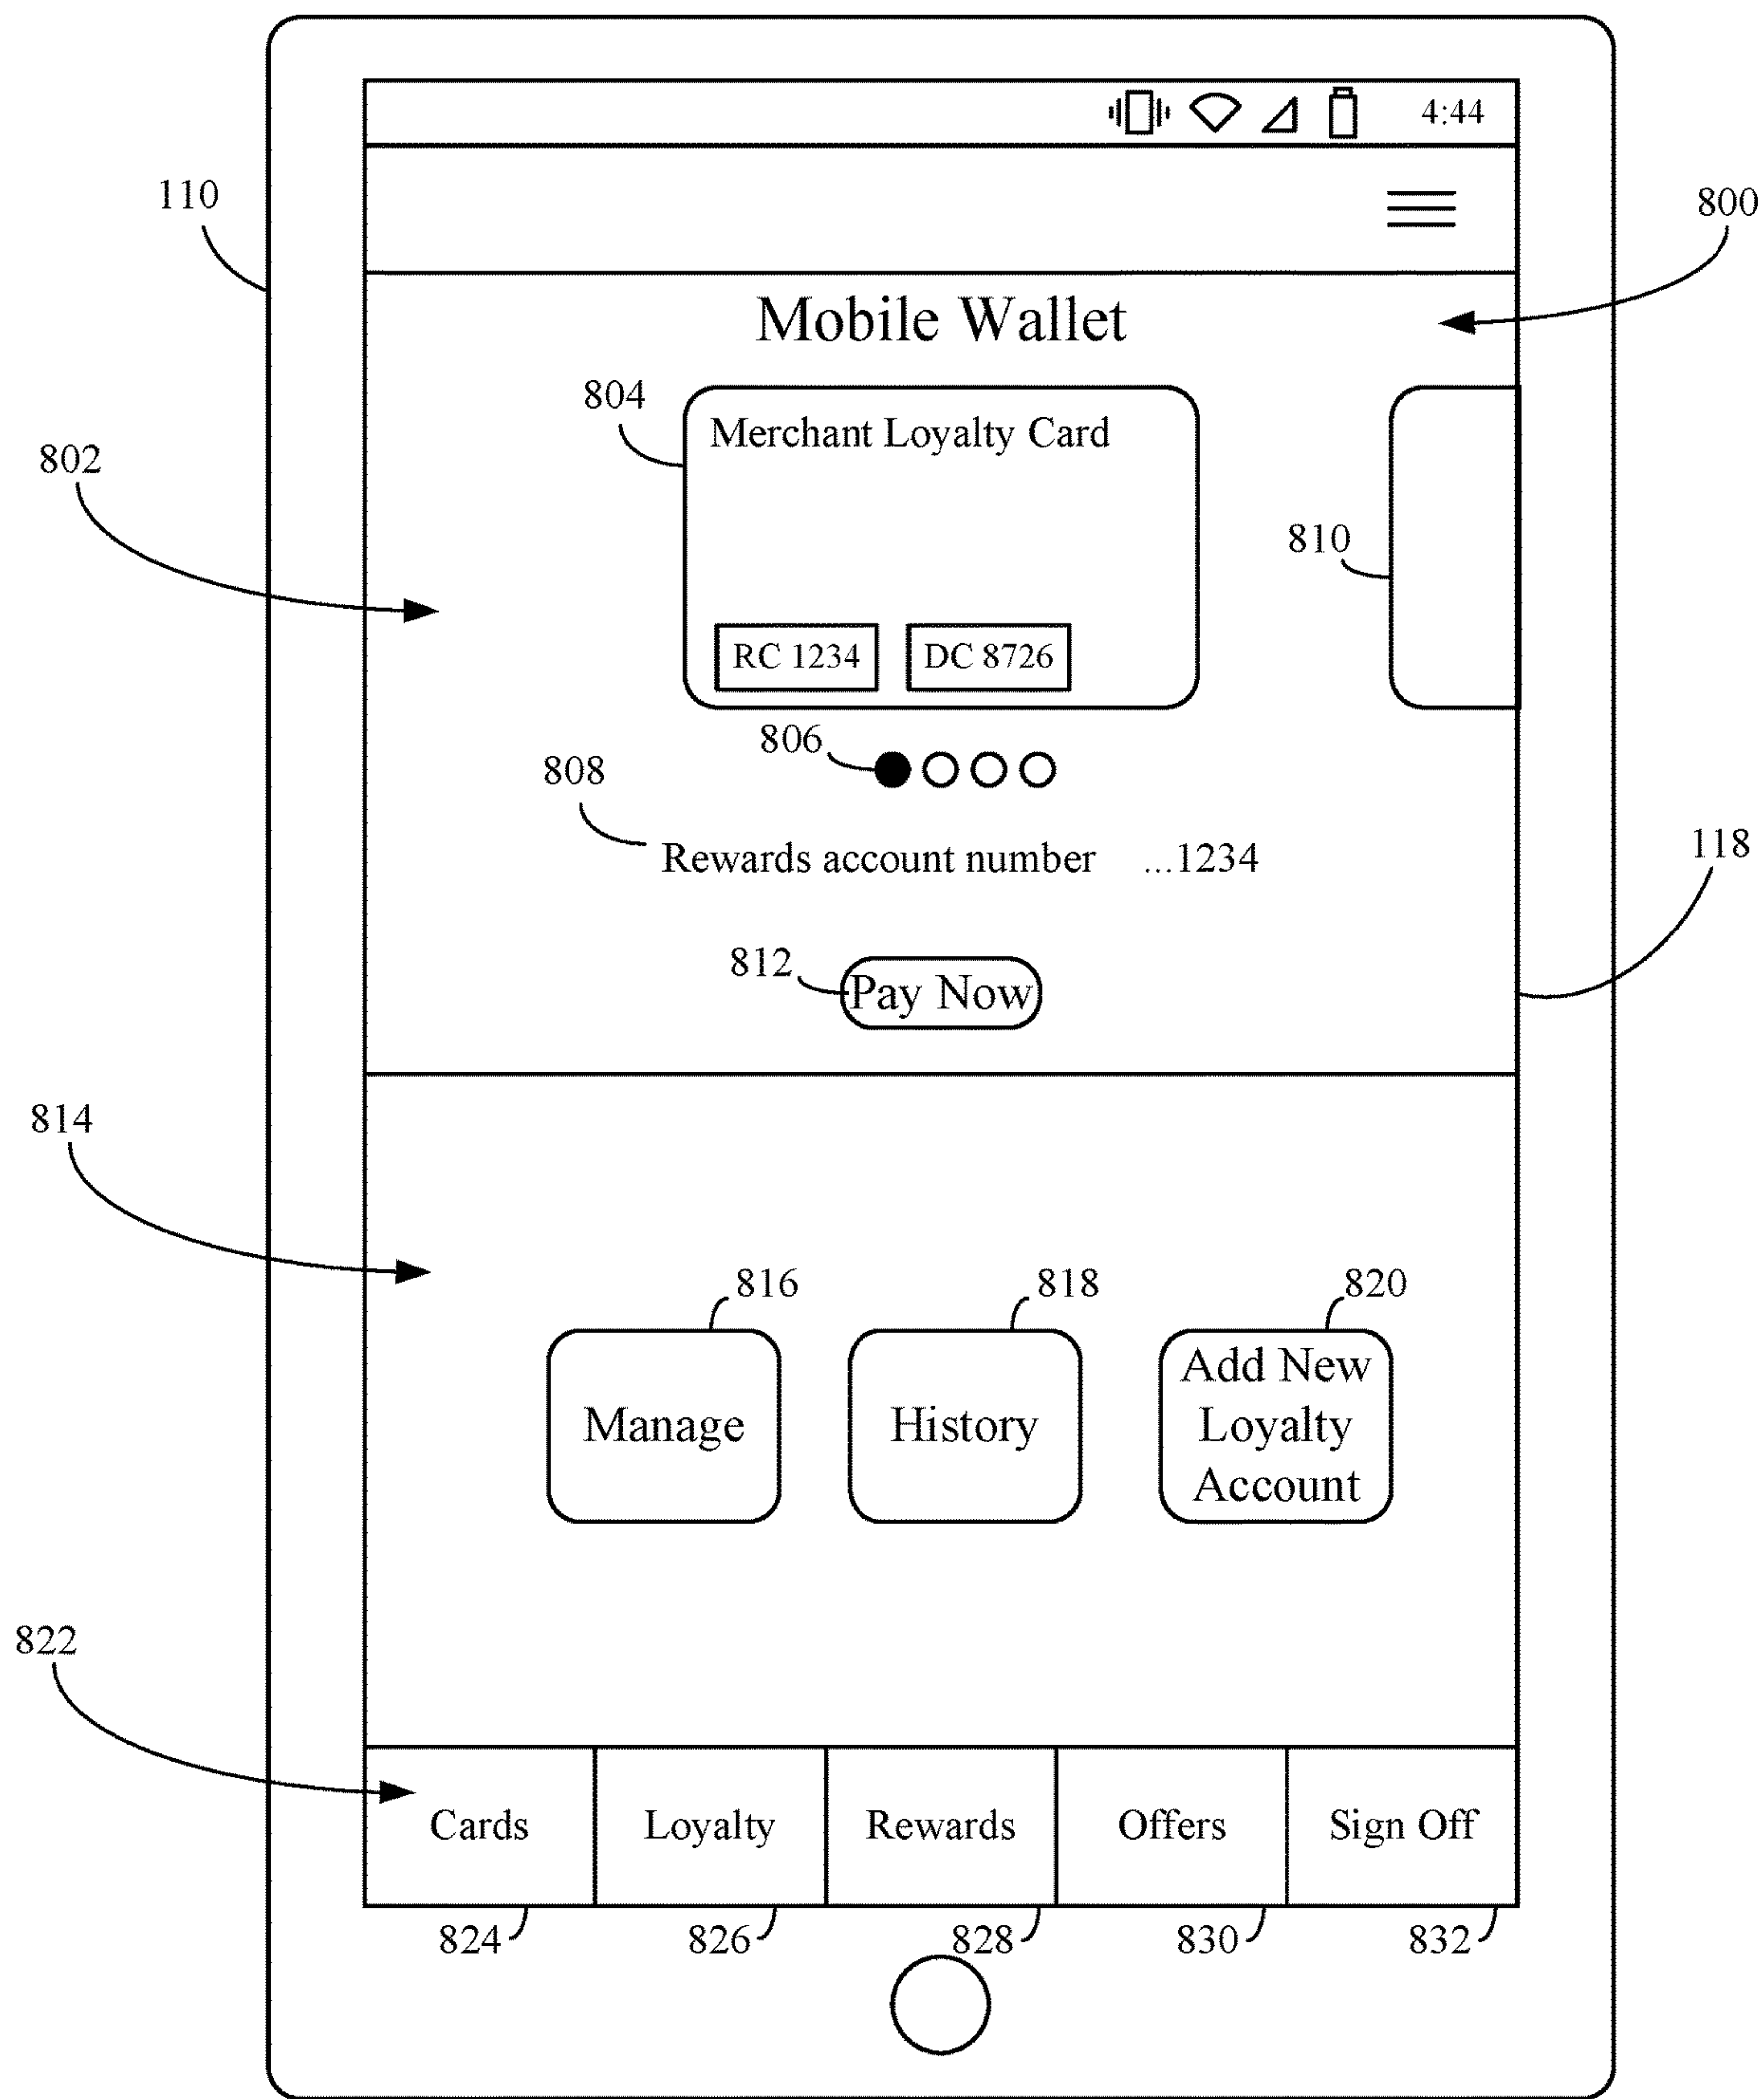 4:44
110
800
Mobile Wallet
804
Merchant Loyalty Card
802
810
RC 1234 DC 8726
806
808
Rewards account number ...1234
118
812
Pay Now
814
816 818 820
Manage
History
Add New
Loyalty
Account
822
Cards Loyalty Rewards Offers Sign Off
824 826 828 830 832